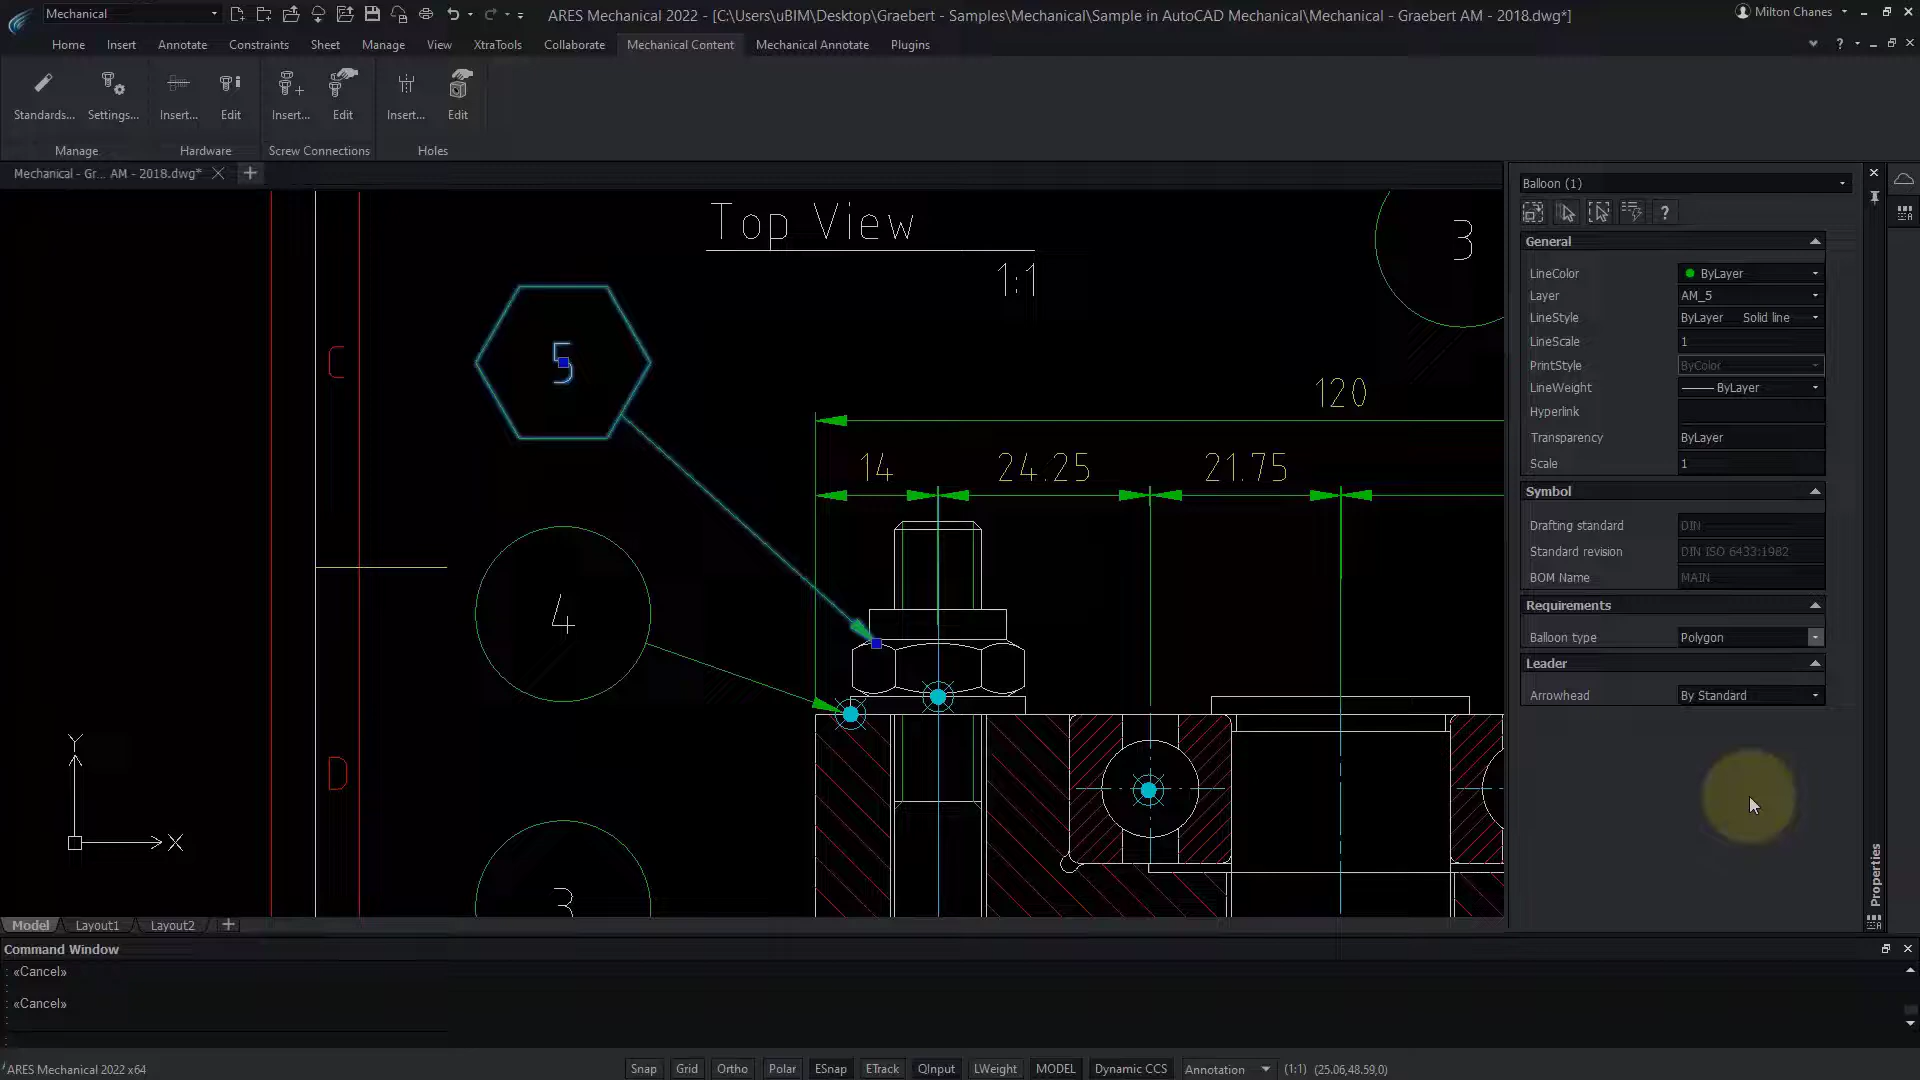 Mechanical
ARES Mechanical 2022 - [C:\Users\uBIM\Desktop\Graebert - Samples\Mechanical\Sample in AutoCAD Mechanical\Mechanical - Graebert AM - 2018.dwg*]
Milton Chanes
Home Insert Annotate Constraints Sheet Manage View XtraTools Collaborate Mechanical Content Mechanical Annotate Plugins
?
Standards... Settings... Insert... Edit Insert... Edit Insert... Edit
Manage Hardware Screw Connections Holes
Mechanical - Gr... AM - 2018.dwg*
Top View
1:1
3
C
5
120
14 24.25 21.75
4
D
3
Y
X
Balloon (1)
?
General
LineColor ByLayer
Layer AM_5
LineStyle ByLayer Solid line
LineScale 1
PrintStyle ByColor
LineWeight ByLayer
Hyperlink
Transparency ByLayer
Scale 1
Symbol
Drafting standard DIN
Standard revision DIN ISO 6433:1982
BOM Name MAIN
Requirements
Balloon type Polygon
Leader
Arrowhead By Standard
Properties
Model Layout1 Layout2
Command Window
: «Cancel»
:
: «Cancel»
:
:
ARES Mechanical 2022 x64
Snap Grid Ortho Polar ESnap ETrack QInput LWeight MODEL Dynamic CCS Annotation (1:1) (25.06,48.59,0)